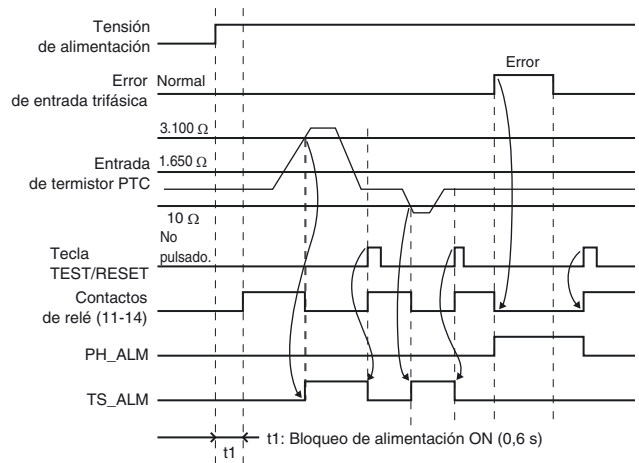 Tensión
de alimentación
Error
Error
de entrada trifásica
Normal
3.100 Ω
Entrada
de termistor PTC
1.650 Ω
10 Ω
Tecla
TEST/RESET
No
pulsado.
Contactos
de relé (11-14)
PH_ALM
TS_ALM
t1
t1: Bloqueo de alimentación ON (0,6 s)